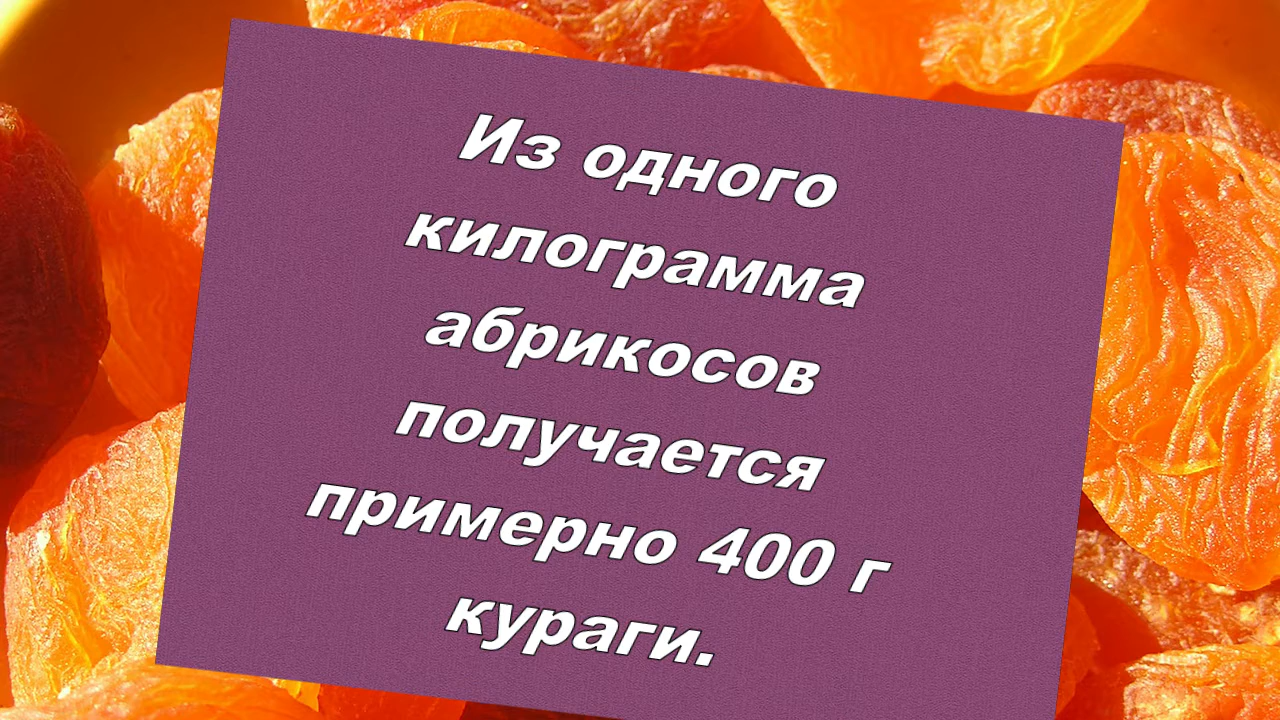 Из одного
килограмма
абрикосов
получается
примерно 400 г
кураги.